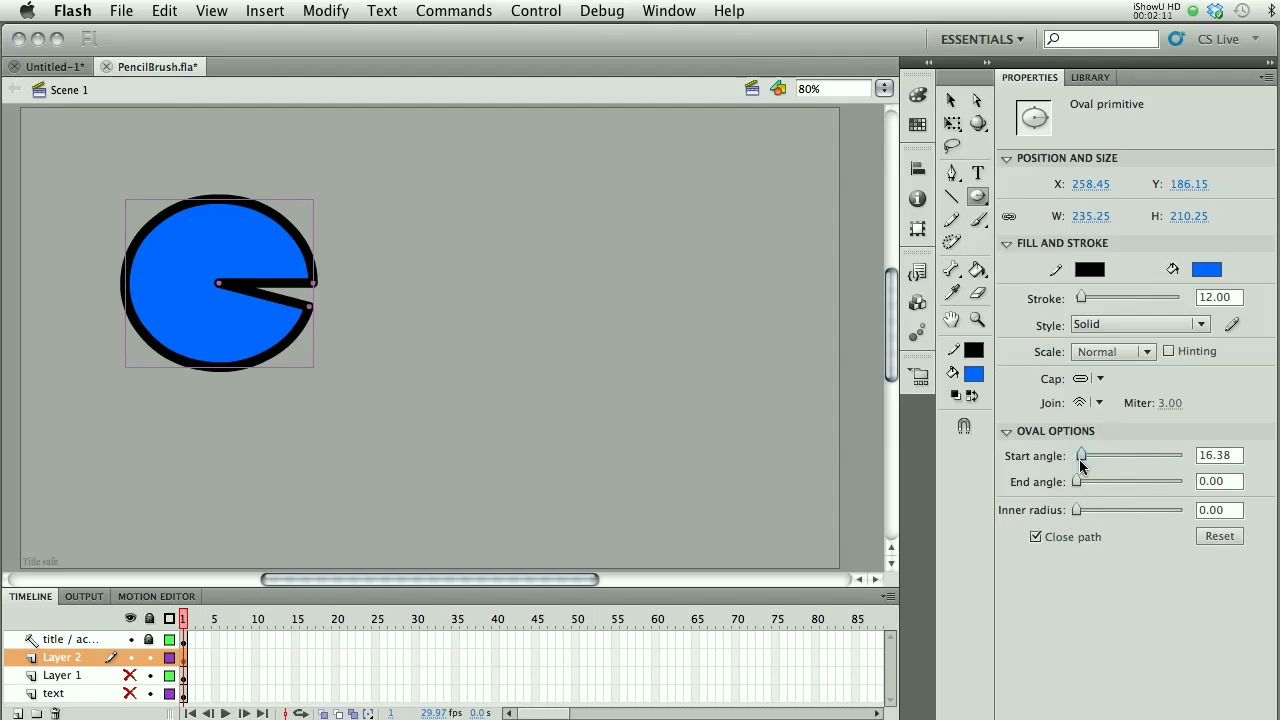 Flash File Edit View Insert Modify Text Commands Control Debug Window Help
iShowU HD
00:02:11
Fl ESSENTIALS CS Live
Untitled-1* PencilBrush.fla*
Scene 1 80%
Title safe
PROPERTIES LIBRARY
Oval primitive
POSITION AND SIZE
X: 258.45 Y: 186.15
W: 235.25 H: 210.25
FILL AND STROKE
Stroke: 12.00
Style: Solid
Scale: Normal Hinting
Cap:
Join: Miter: 3.00
OVAL OPTIONS
Start angle: 16.38
End angle: 0.00
Inner radius: 0.00
Close path Reset
TIMELINE OUTPUT MOTION EDITOR
1 5 10 15 20 25 30 35 40 45 50 55 60 65 70 75 80 85
title / ac...
Layer 2
Layer 1
text
1 29.97 fps 0.0 s